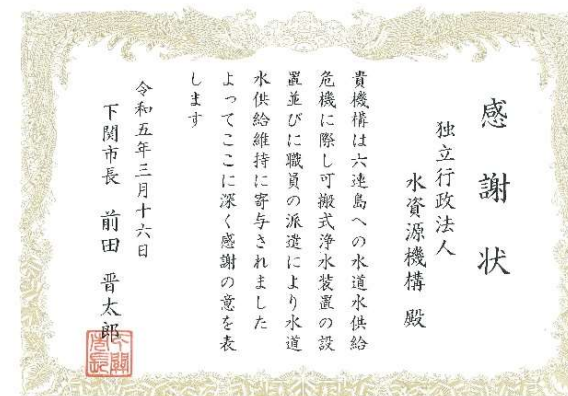 感謝状
独立行政法人
水資源機構 殿
貴機構は六連島への水道水供給
危機に際し可搬式浄水装置の設
置並びに職員の派遣により水道
水供給維持に寄与されました
よってここに深く感謝の意を表
します
令和五年三月十六日
下関市長 前田 晋太郎